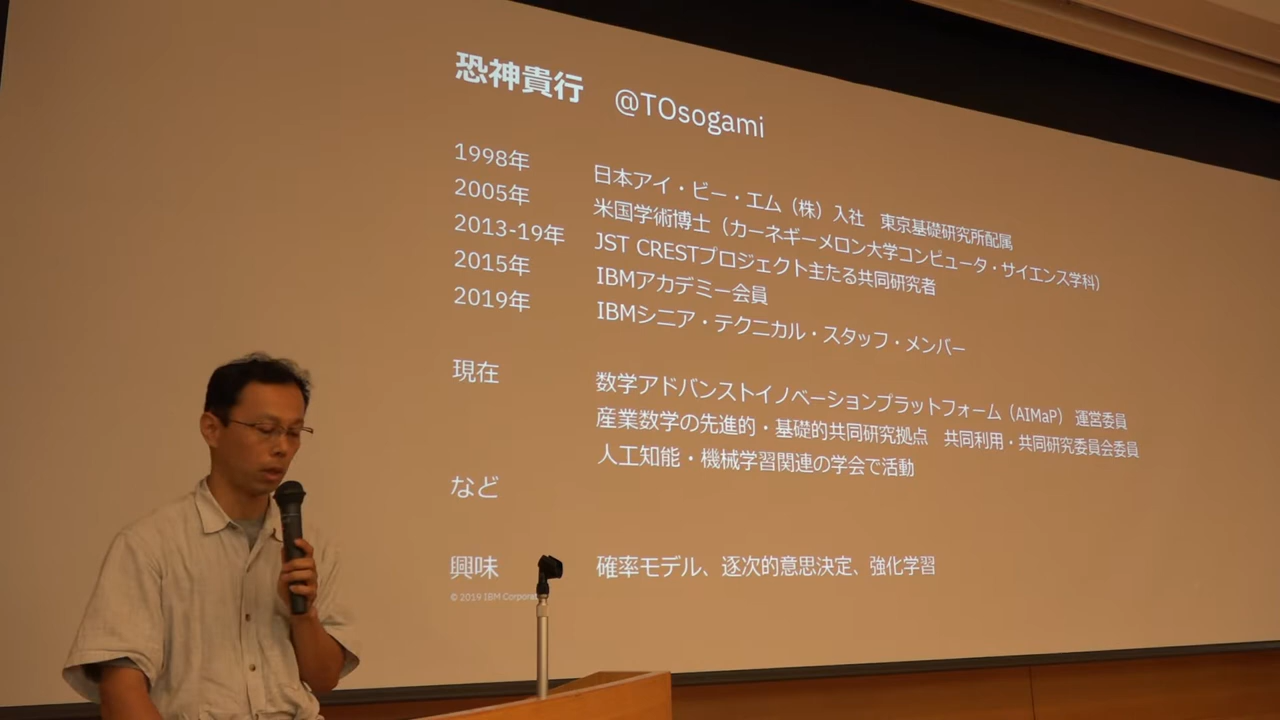 恐神貴行 @TOsogami
1998年 日本アイ・ビー・エム（株）入社 東京基礎研究所配属
2005年 米国学術博士（カーネギーメロン大学コンピュータ・サイエンス学科）
2013-19年 JST CRESTプロジェクト主たる共同研究者
2015年 IBMアカデミー会員
2019年 IBMシニア・テクニカル・スタッフ・メンバー
現在 数学アドバンストイノベーションプラットフォーム（AIMaP） 運営委員
産業数学の先進的・基礎的共同研究拠点 共同利用・共同研究委員会委員
人工知能・機械学習関連の学会で活動
など
興味 確率モデル、逐次的意思決定、強化学習
© 2019 IBM